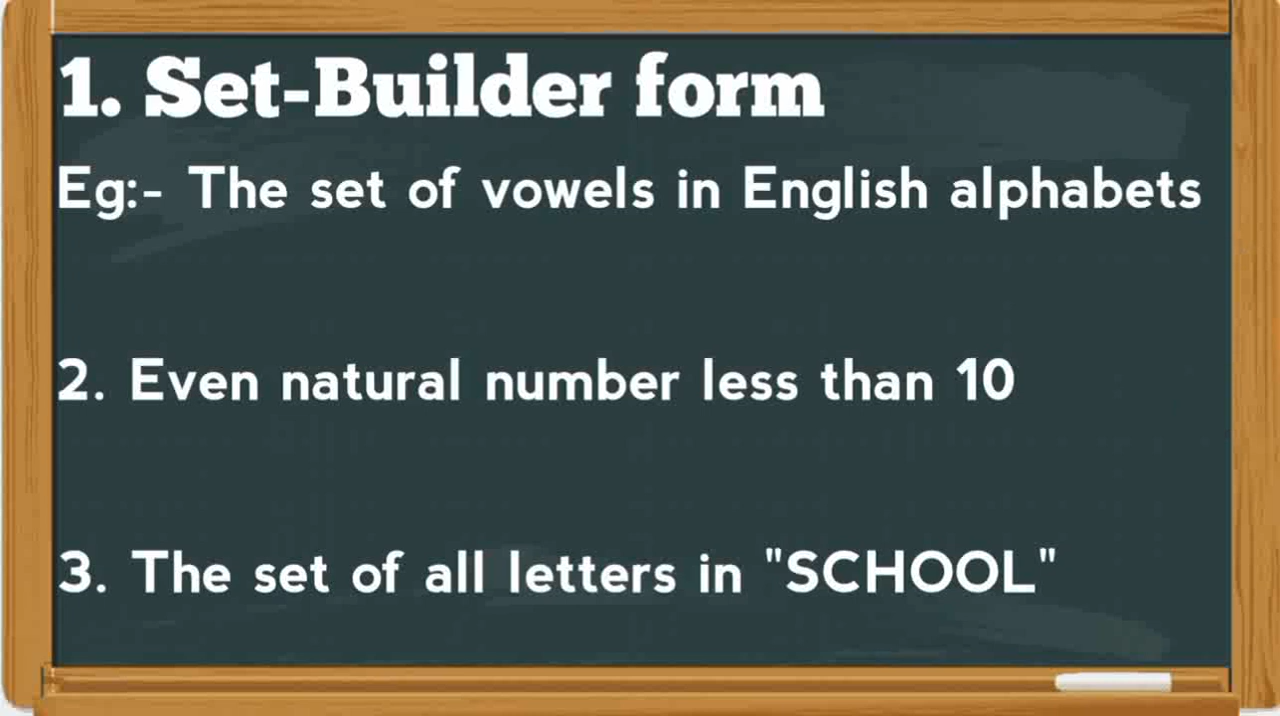 1. Set-Builder form
Eg:- The set of vowels in English alphabets
2. Even natural number less than 10
3. The set of all letters in "SCHOOL"